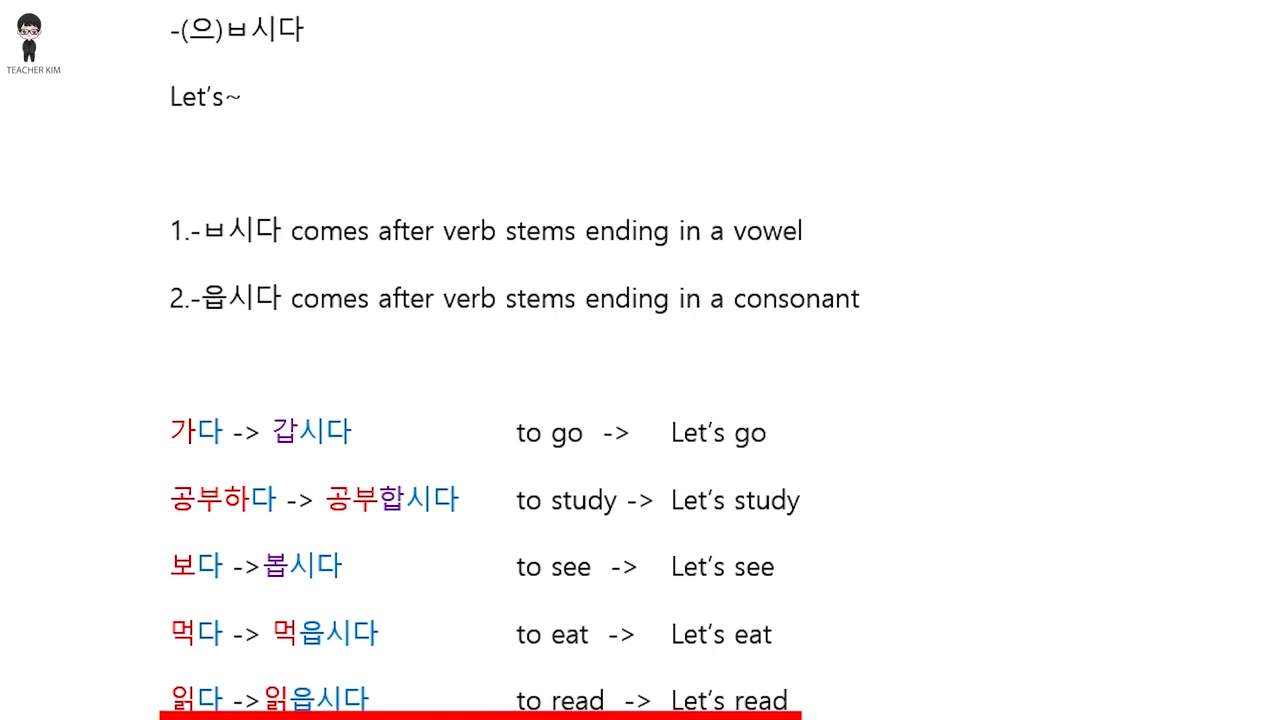 TEACHER KIM
-(으)ㅂ시다
Let's~
1.-ㅂ시다 comes after verb stems ending in a vowel
2.-읍시다 comes after verb stems ending in a consonant
가다 -> 갑시다 to go -> Let's go
공부하다 -> 공부합시다 to study -> Let's study
보다 ->봅시다 to see -> Let's see
먹다 -> 먹읍시다 to eat -> Let's eat
읽다 ->읽읍시다 to read -> Let's read